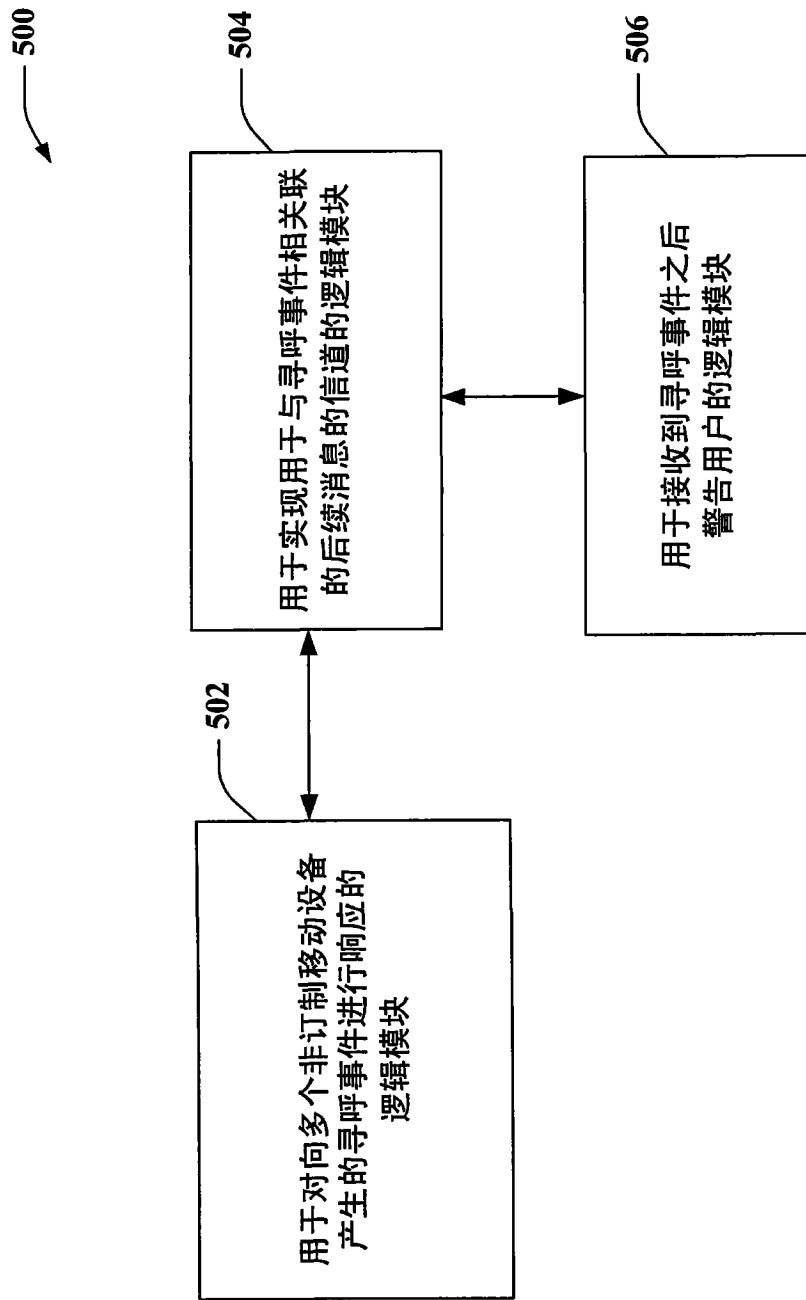 500
502
用于对向多个非订制移动设备
产生的寻呼事件进行响应的
逻辑模块
504
用于实现用于与寻呼事件相关联
的后续消息的信道的逻辑模块
506
用于接收到寻呼事件之后
警告用户的逻辑模块